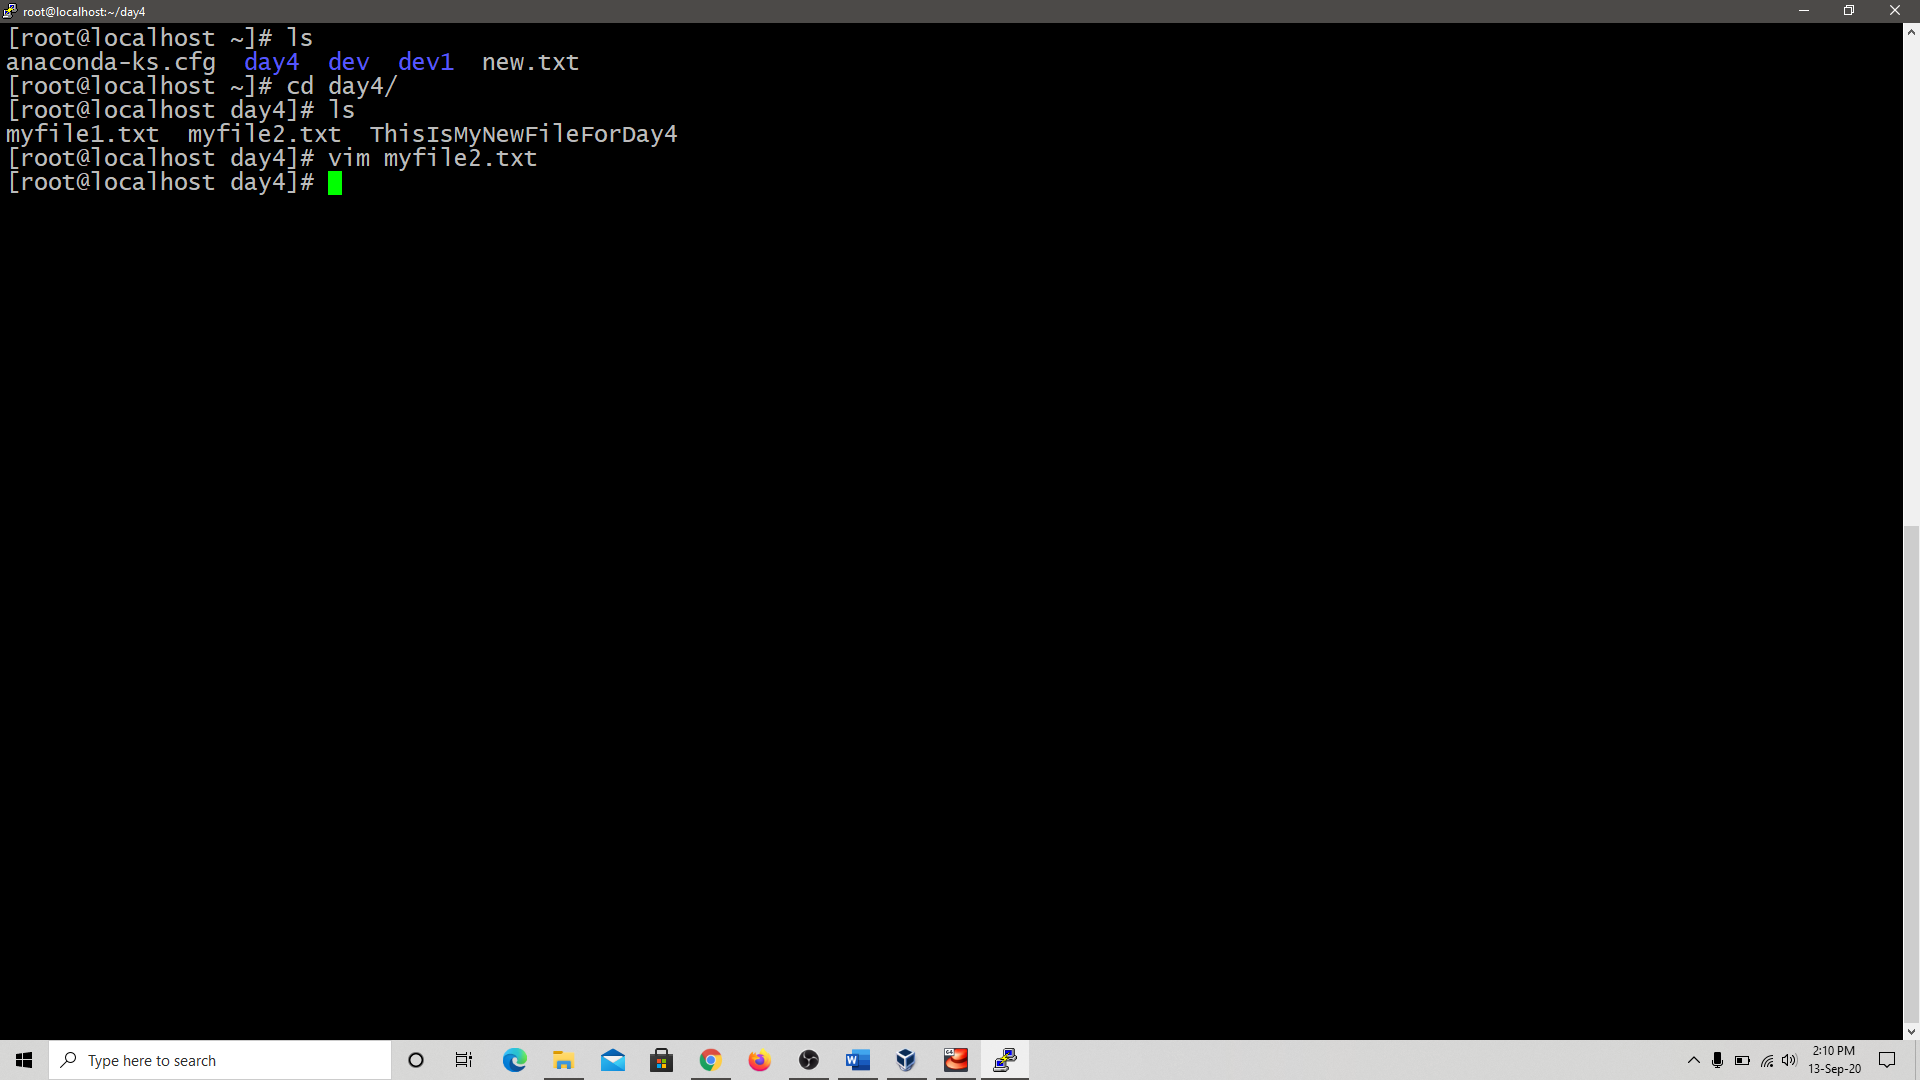 root@localhost:~/day4
[root@localhost ~]# ls
anaconda-ks.cfg  day4  dev  dev1  new.txt
[root@localhost ~]# cd day4/
[root@localhost day4]# ls
myfile1.txt  myfile2.txt  ThisIsMyNewFileForDay4
[root@localhost day4]# vim myfile2.txt
[root@localhost day4]#
Type here to search
64
2:10 PM
13-Sep-20